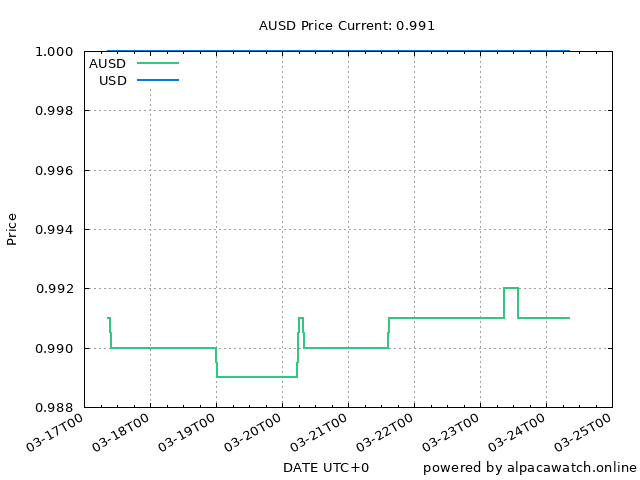 AUSD Price Current: 0.991
1.000
AUSD
USD
0.998
0.996
0.994
0.992
0.990
0.988
Price
03-17T00
03-18T00
03-19T00
03-20T00
03-21T00
03-22T00
03-23T00
03-24T00
03-25T00
DATE UTC+0
powered by alpacawatch.online